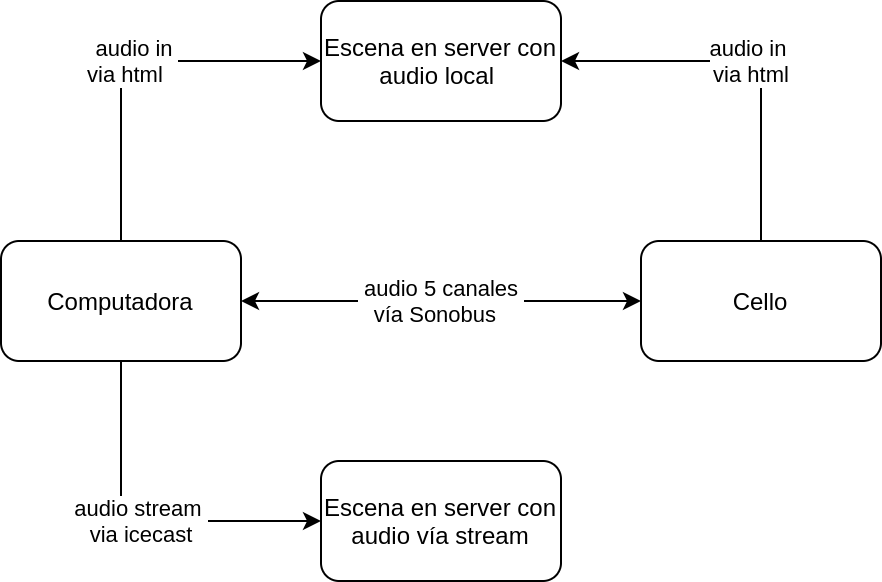 audio in
via html
Escena en server con
audio local
audio in
via html
Computadora
audio 5 canales
vía Sonobus
Cello
audio stream
via icecast
Escena en server con
audio vía stream